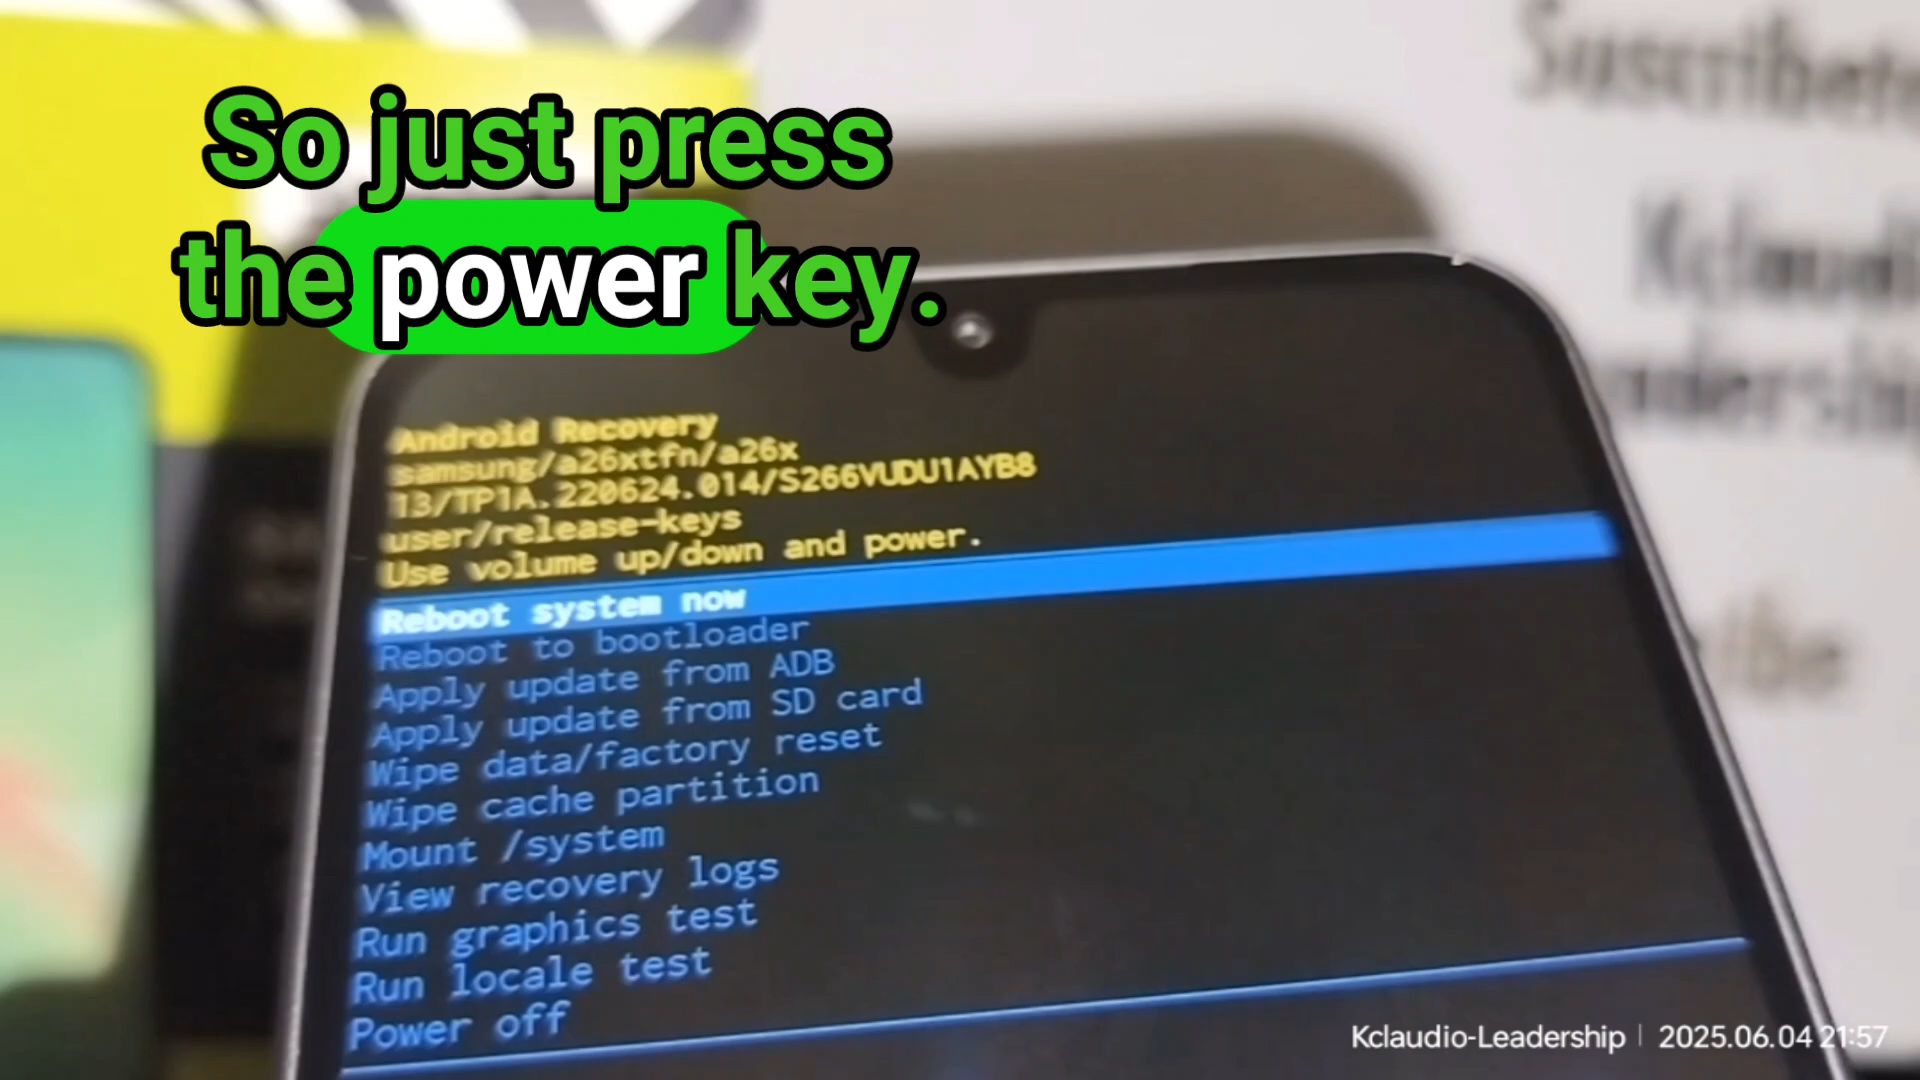 So just press
the power key.
Suscribete
Kclaudi
Android Recovery
samsung/a26xtfn/a26x
13/TP1A.220624.014/S266VUDU1AYB8
user/release-keys
Use volume up/down and power.
Reboot system now
Reboot to bootloader
Apply update from ADB
Apply update from SD card
Wipe data/factory reset
Wipe cache partition
Mount /system
View recovery logs
Run graphics test
Run locale test
Power off
Kclaudio-Leadership | 2025.06.04 21:57